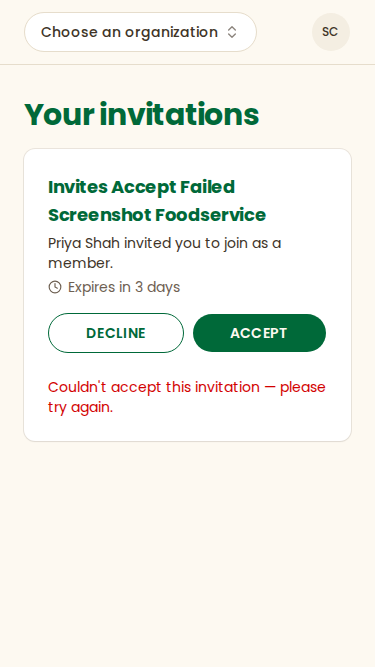 Choose an organization
SC
Your invitations
Invites Accept Failed
Screenshot Foodservice
Priya Shah invited you to join as a
member.
Expires in 3 days
DECLINE
ACCEPT
Couldn't accept this invitation — please
try again.